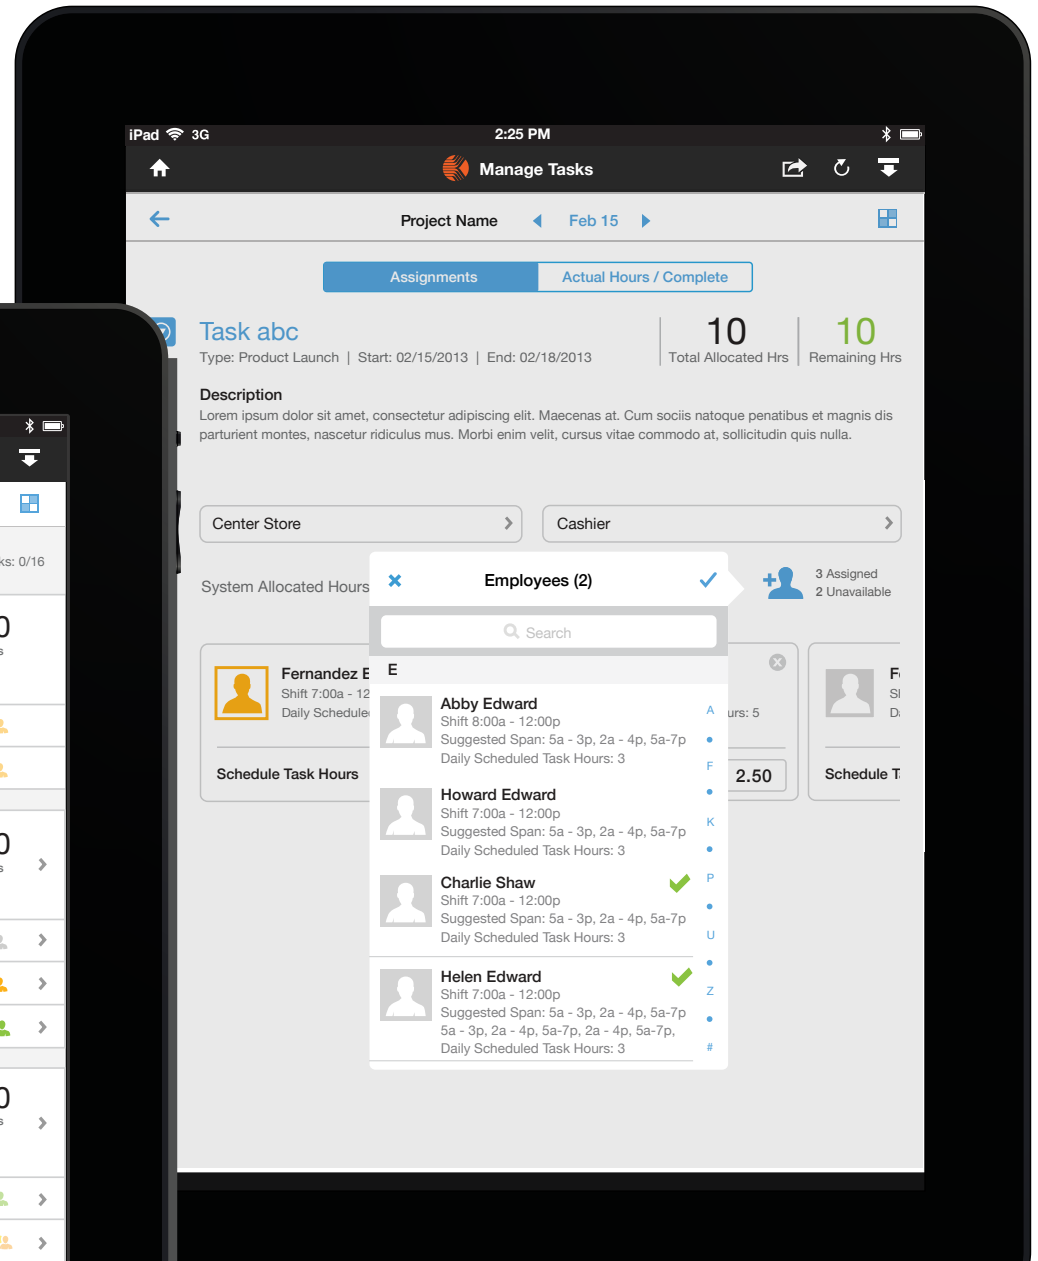 iPad 3G 2:25 PM
Manage Tasks
Project Name Feb 15
Assignments Actual Hours / Complete
Task abc
Type: Product Launch | Start: 02/15/2013 | End: 02/18/2013
10
Total Allocated Hrs
10
Remaining Hrs
Description
Lorem ipsum dolor sit amet, consectetur adipiscing elit. Maecenas at. Cum sociis natoque penatibus et magnis dis
parturient montes, nascetur ridiculus mus. Morbi enim velit, cursus vitae commodo at, sollicitudin quis nulla.
Center Store Cashier
System Allocated Hours
3 Assigned
2 Unavailable
Fernandez E
Shift 7:00a - 12
Daily Schedule
Schedule Task Hours
Employees (2)
Search
E
Abby Edward
Shift 8:00a - 12:00p
Suggested Span: 5a - 3p, 2a - 4p, 5a-7p
Daily Scheduled Task Hours: 3
Howard Edward
Shift 7:00a - 12:00p
Suggested Span: 5a - 3p, 2a - 4p, 5a-7p
Daily Scheduled Task Hours: 3
Charlie Shaw
Shift 7:00a - 12:00p
Suggested Span: 5a - 3p, 2a - 4p, 5a-7p
Daily Scheduled Task Hours: 3
Helen Edward
Shift 7:00a - 12:00p
Suggested Span: 5a - 3p, 2a - 4p, 5a-7p
5a - 3p, 2a - 4p, 5a-7p, 2a - 4p, 5a-7p,
Daily Scheduled Task Hours: 3
A
F
K
P
U
Z
#
urs: 5
2.50
Schedule T
ks: 0/16
0
s
0
s
0
s